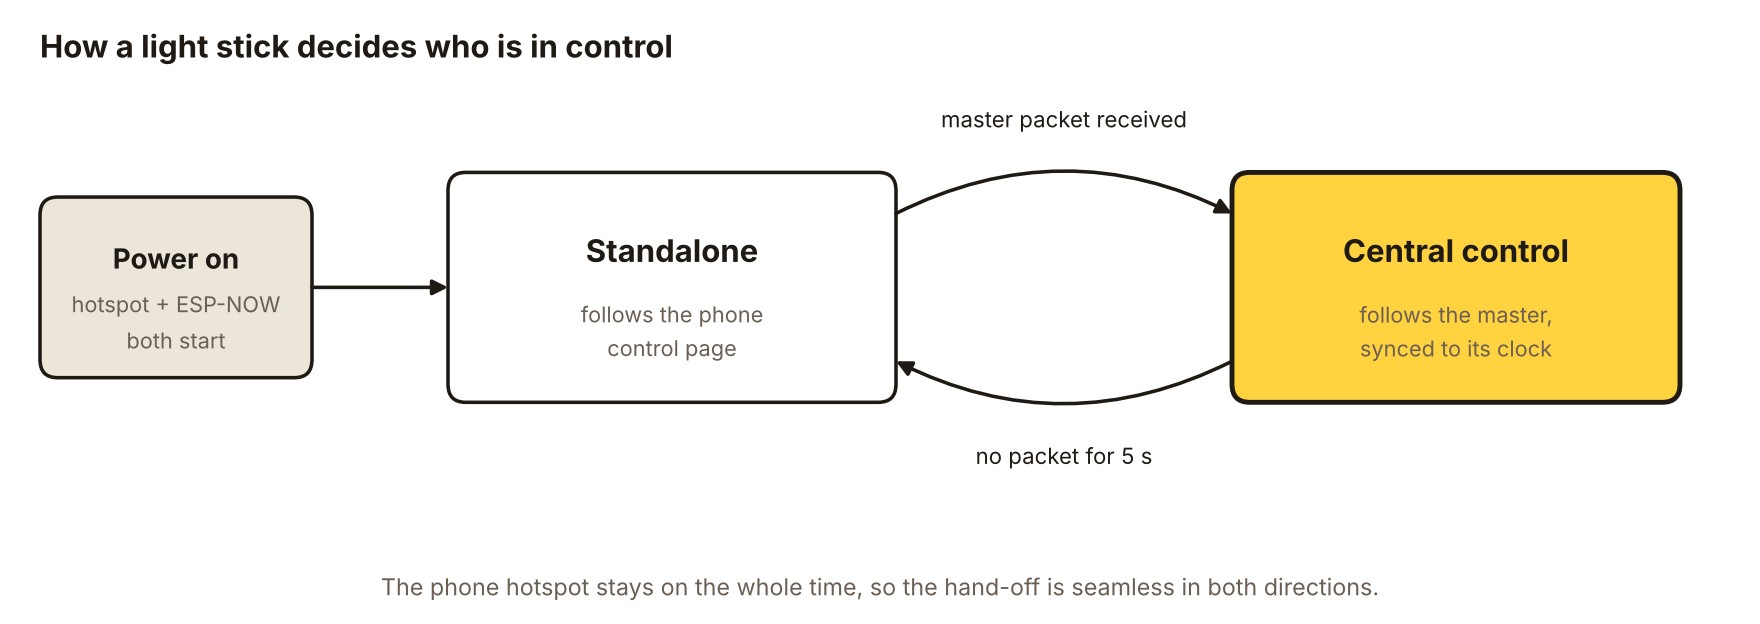 How a light stick decides who is in control
master packet received
Power on
hotspot + ESP-NOW
both start
Standalone
follows the phone
control page
Central control
follows the master,
synced to its clock
no packet for 5 s
The phone hotspot stays on the whole time, so the hand-off is seamless in both directions.